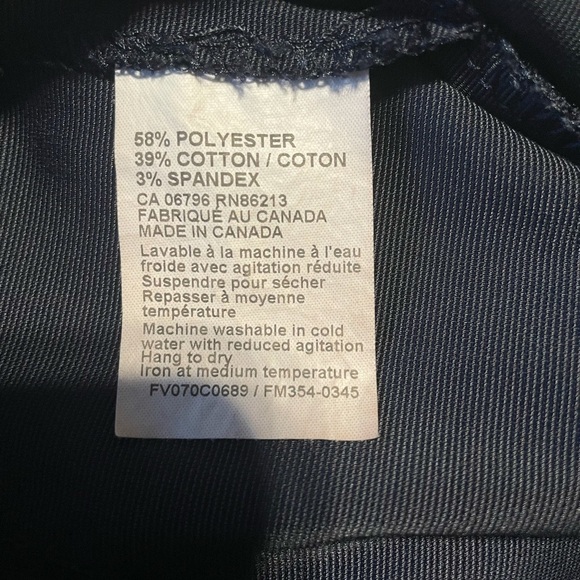 58% POLYESTER
39% COTTON / COTON
3% SPANDEX
CA 06796 RN86213
FABRIQUÉ AU CANADA
MADE IN CANADA
Lavable à la machine à l'eau
froide avec agitation réduite
Suspendre pour sécher
Repasser à moyenne
température
Machine washable in cold
water with reduced agitation
Hang to dry
Iron at medium temperature
FV070C0689 / FM354-0345